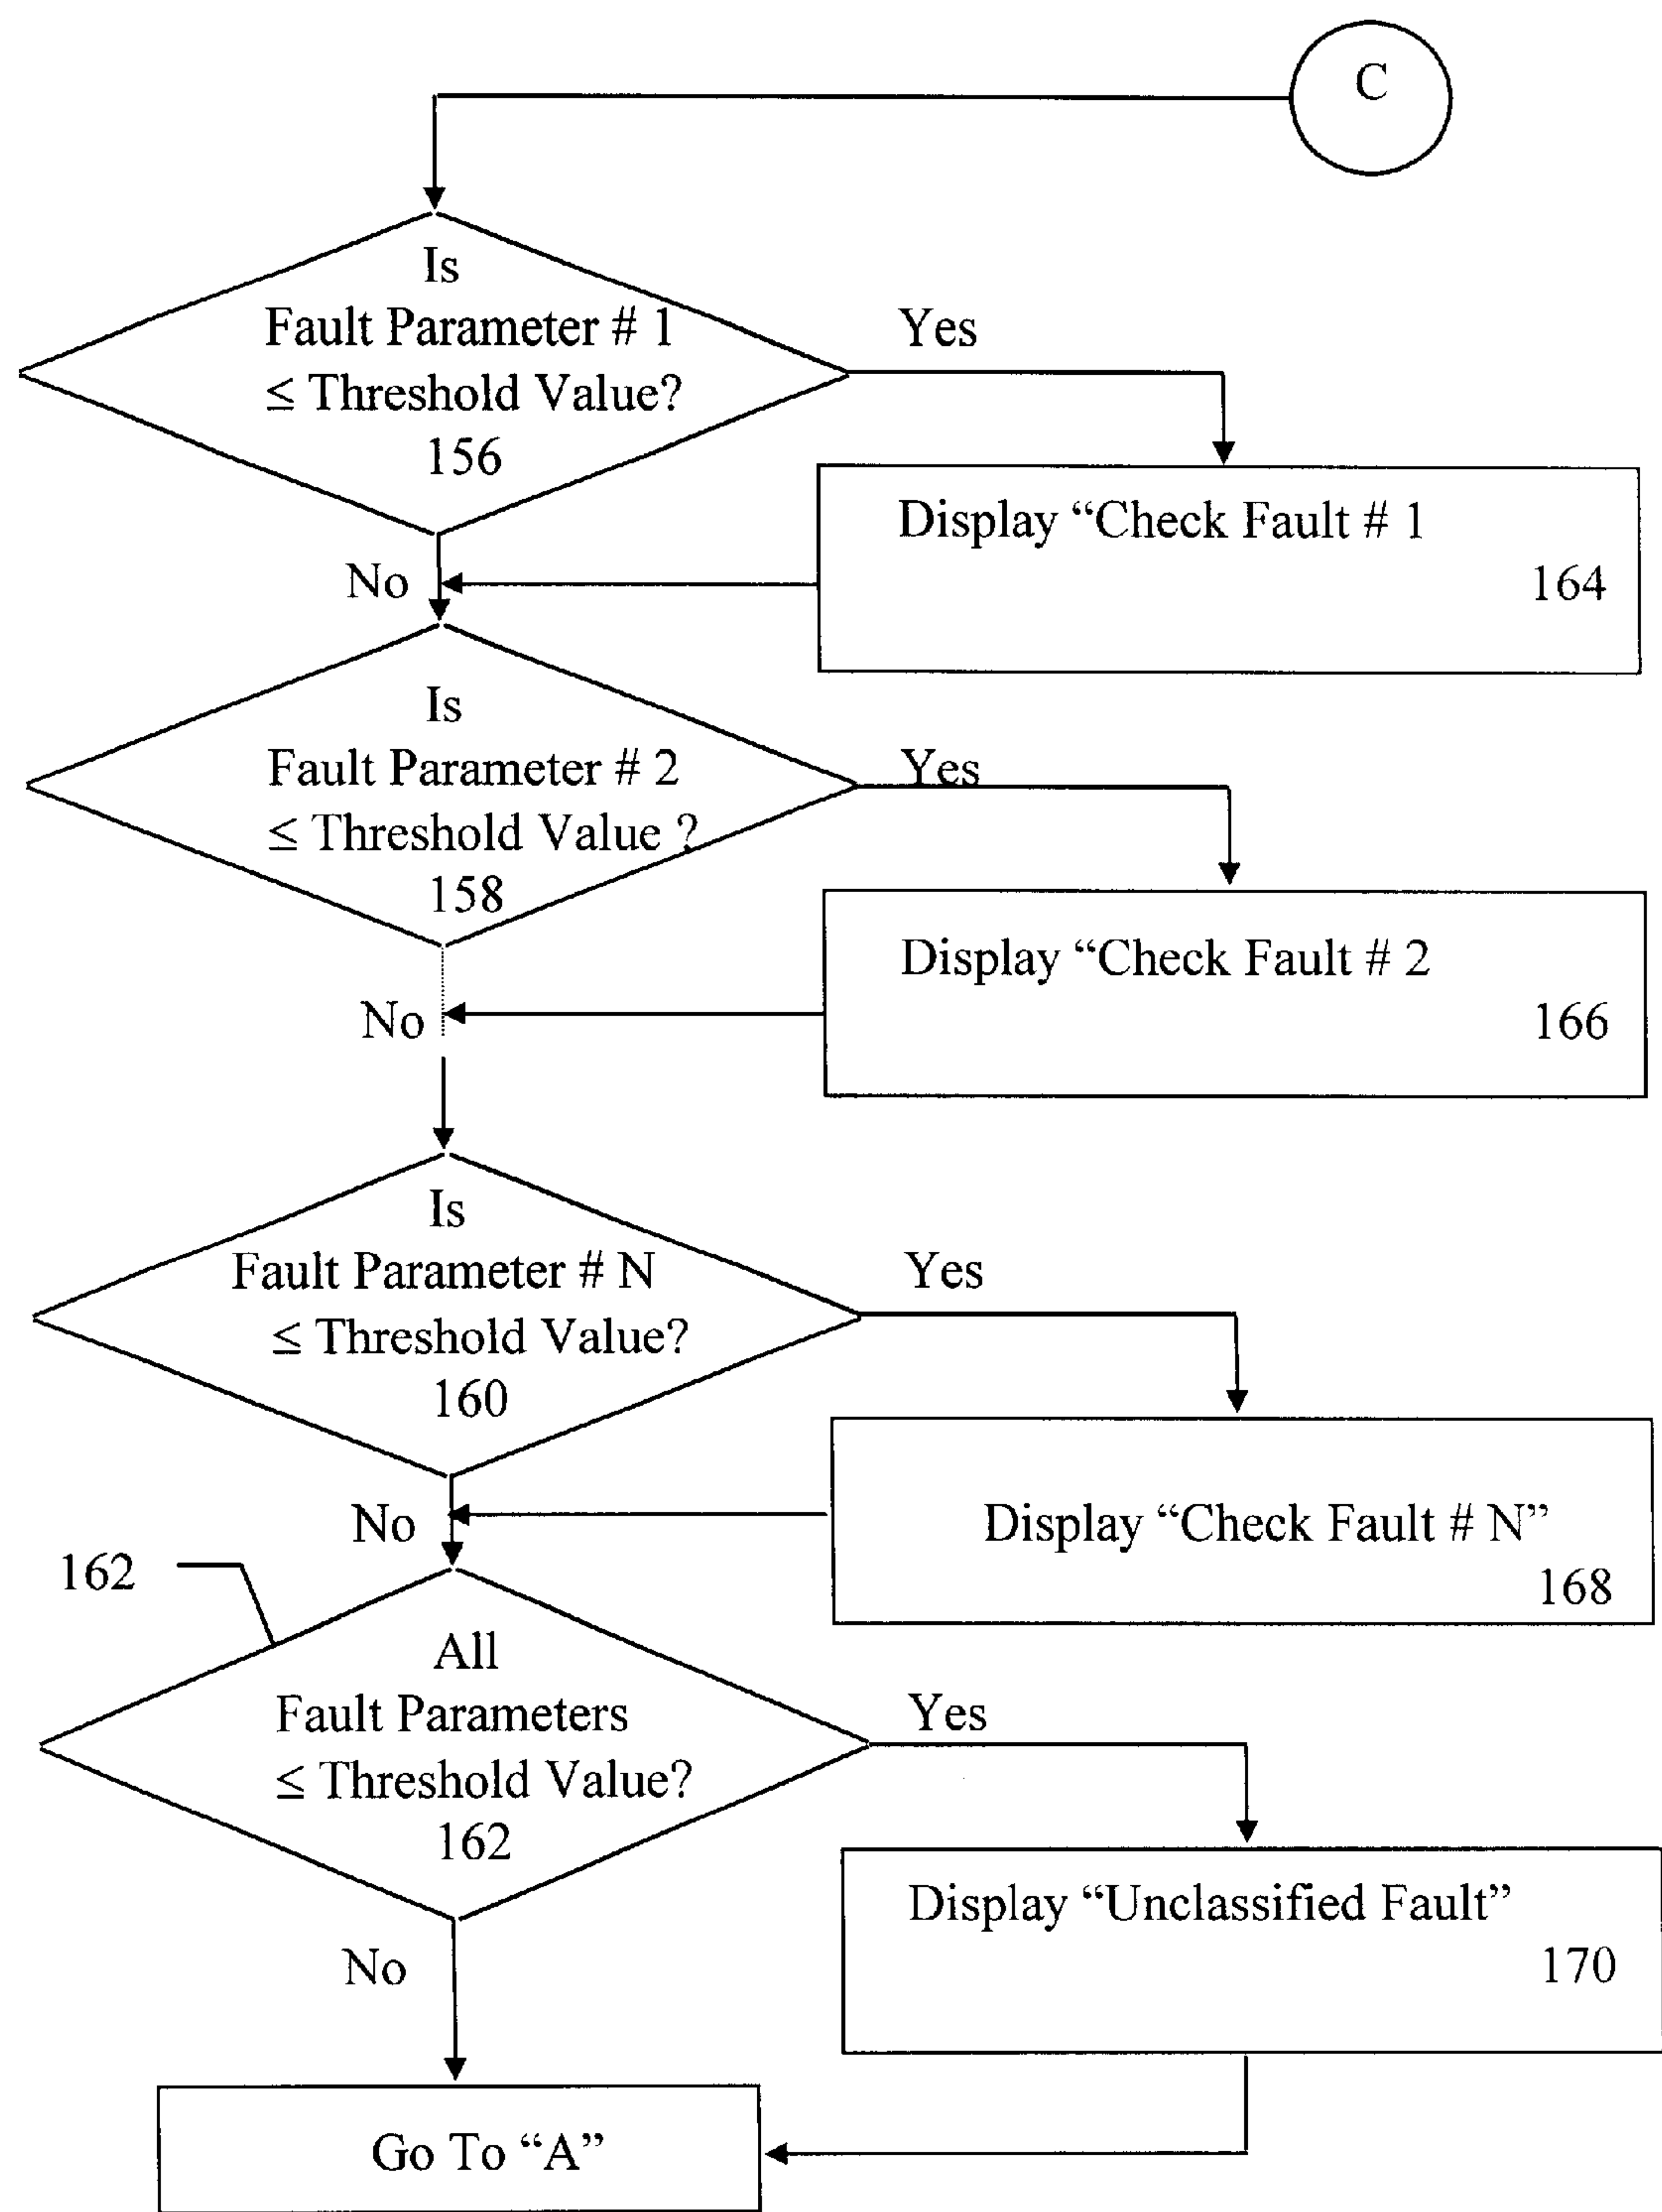 C
Is
Fault Parameter # 1
≤ Threshold Value?
156
Yes
Display “Check Fault # 1
164
No
Is
Fault Parameter # 2
≤ Threshold Value ?
158
Yes
Display “Check Fault # 2
166
No
Is
Fault Parameter # N
≤ Threshold Value?
160
Yes
Display “Check Fault # N”
168
No
162
All
Fault Parameters
≤ Threshold Value?
162
Yes
Display “Unclassified Fault”
170
No
Go To “A”